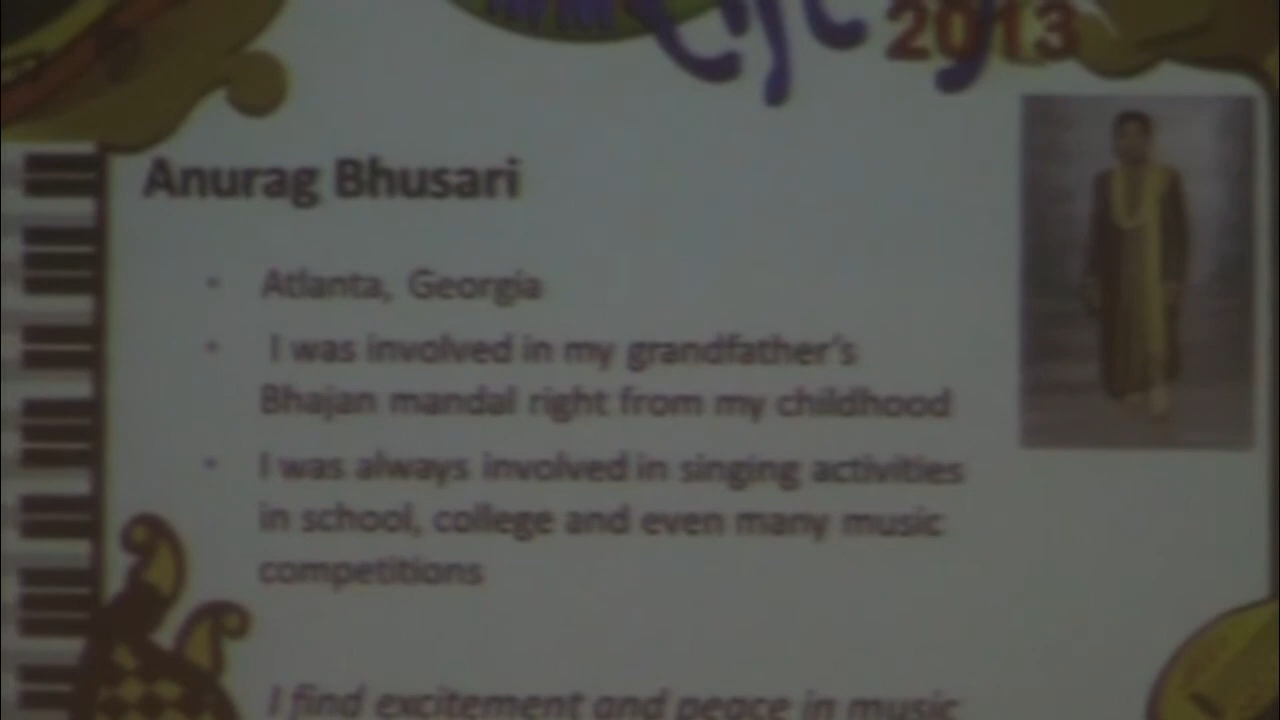 2013
Anurag Bhusari
• Atlanta, Georgia
• I was involved in my grandfather's
Bhajan mandal right from my childhood
• I was always involved in singing activities
in school, college and even many music
competitions
I find excitement and peace in music